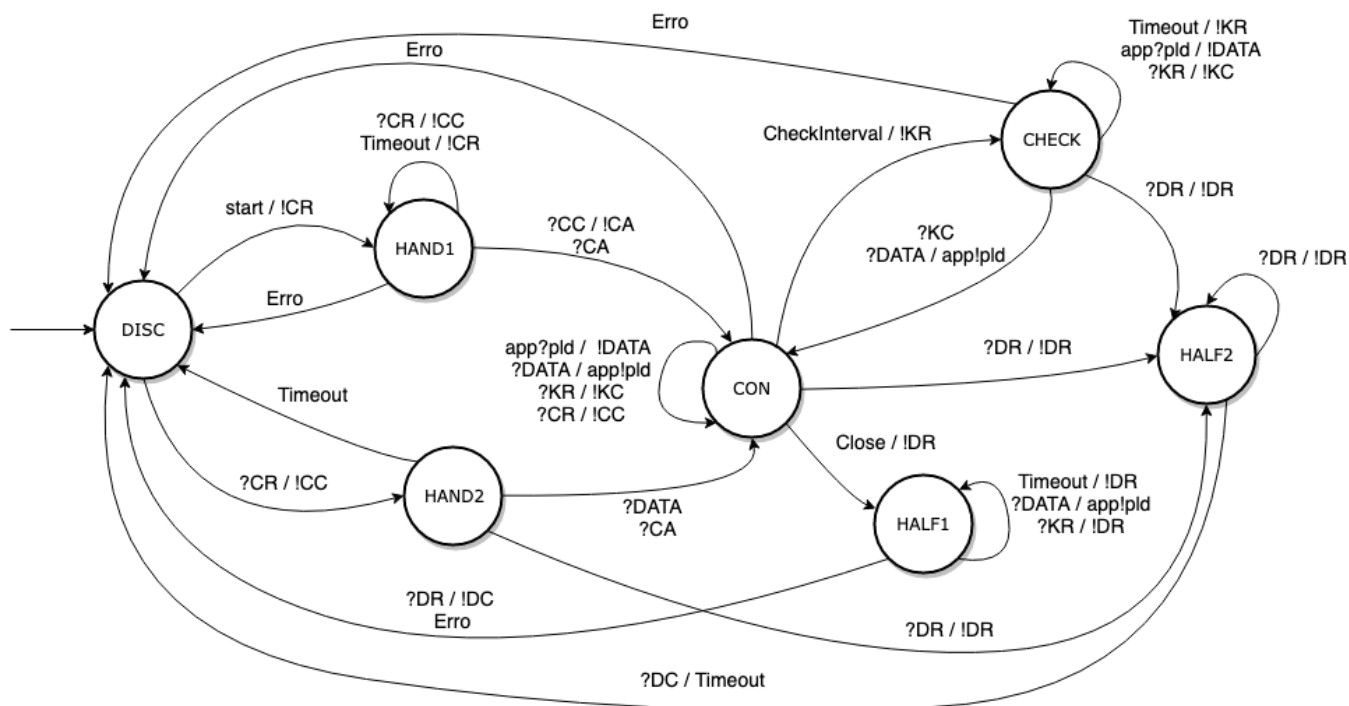 Erro
Erro
Timeout / !KR
app?pld / !DATA
?KR / !KC
?CR / !CC
Timeout / !CR
CheckInterval / !KR
CHECK
start / !CR
HAND1
?CC / !CA
?CA
?DR / !DR
?KC
?DATA / app!pld
?DR / !DR
Erro
DISC
app?pld / !DATA
?DATA / app!pld
?KR / !KC
?CR / !CC
CON
?DR / !DR
HALF2
Timeout
Close / !DR
?CR / !CC
HAND2
?DATA
?CA
HALF1
Timeout / !DR
?DATA / app!pld
?KR / !DR
?DR / !DC
Erro
?DR / !DR
?DC / Timeout